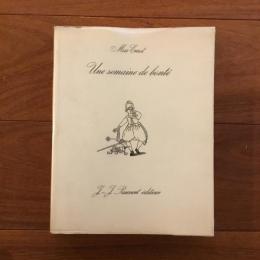 Max Ernst
Une semaine de bonté
J.-J. Pauvert éditeur